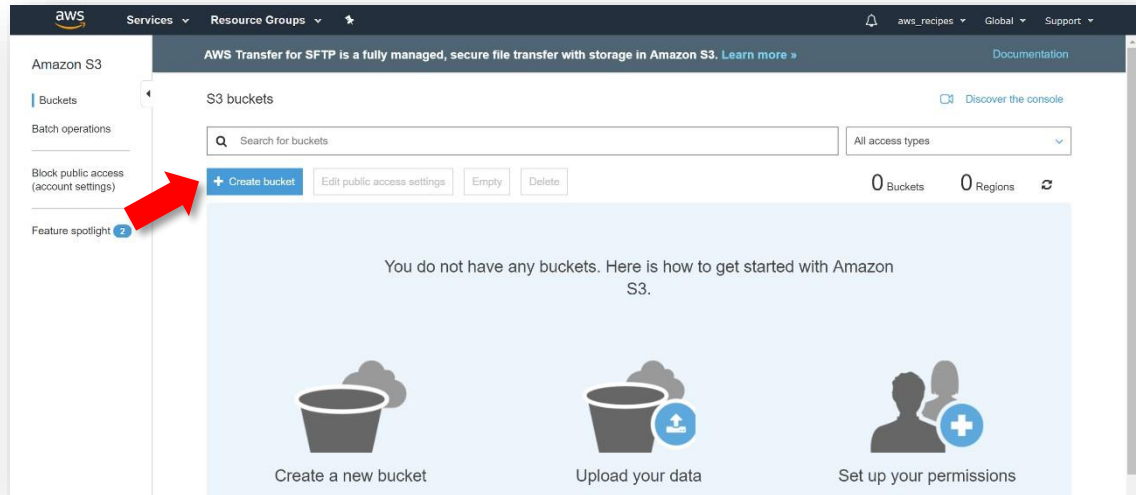 aws Services Resource Groups aws_recipes Global Support
Amazon S3
Buckets
Batch operations
Block public access
(account settings)
Feature spotlight 2
AWS Transfer for SFTP is a fully managed, secure file transfer with storage in Amazon S3. Learn more » Documentation
S3 buckets Discover the console
Search for buckets All access types
+ Create bucket Edit public access settings Empty Delete 0 Buckets 0 Regions
You do not have any buckets. Here is how to get started with Amazon
S3.
Create a new bucket Upload your data Set up your permissions